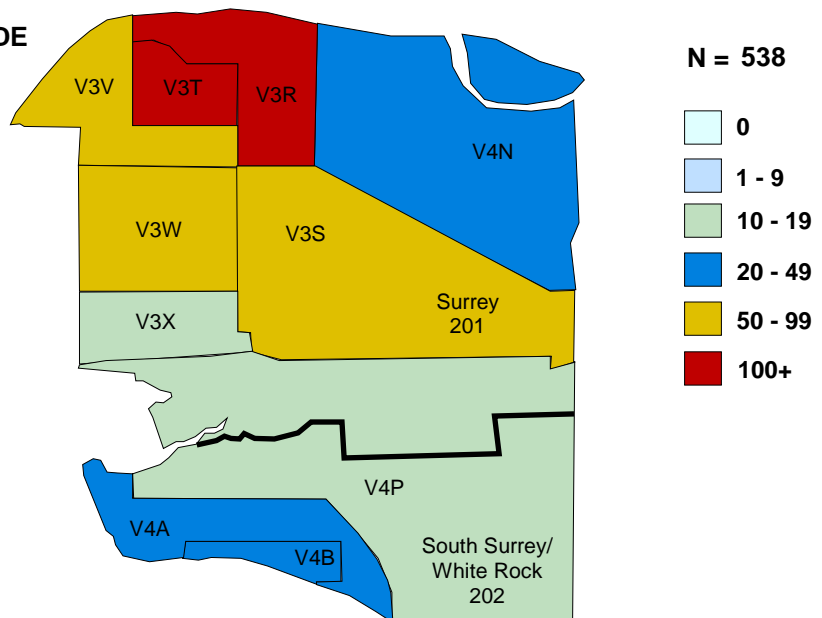 DE
N = 538
V3V
V3T
V3R
V4N
V3W
V3S
V3X
Surrey
201
V4P
V4A
V4B
South Surrey/
White Rock
202
0
1 - 9
10 - 19
20 - 49
50 - 99
100+